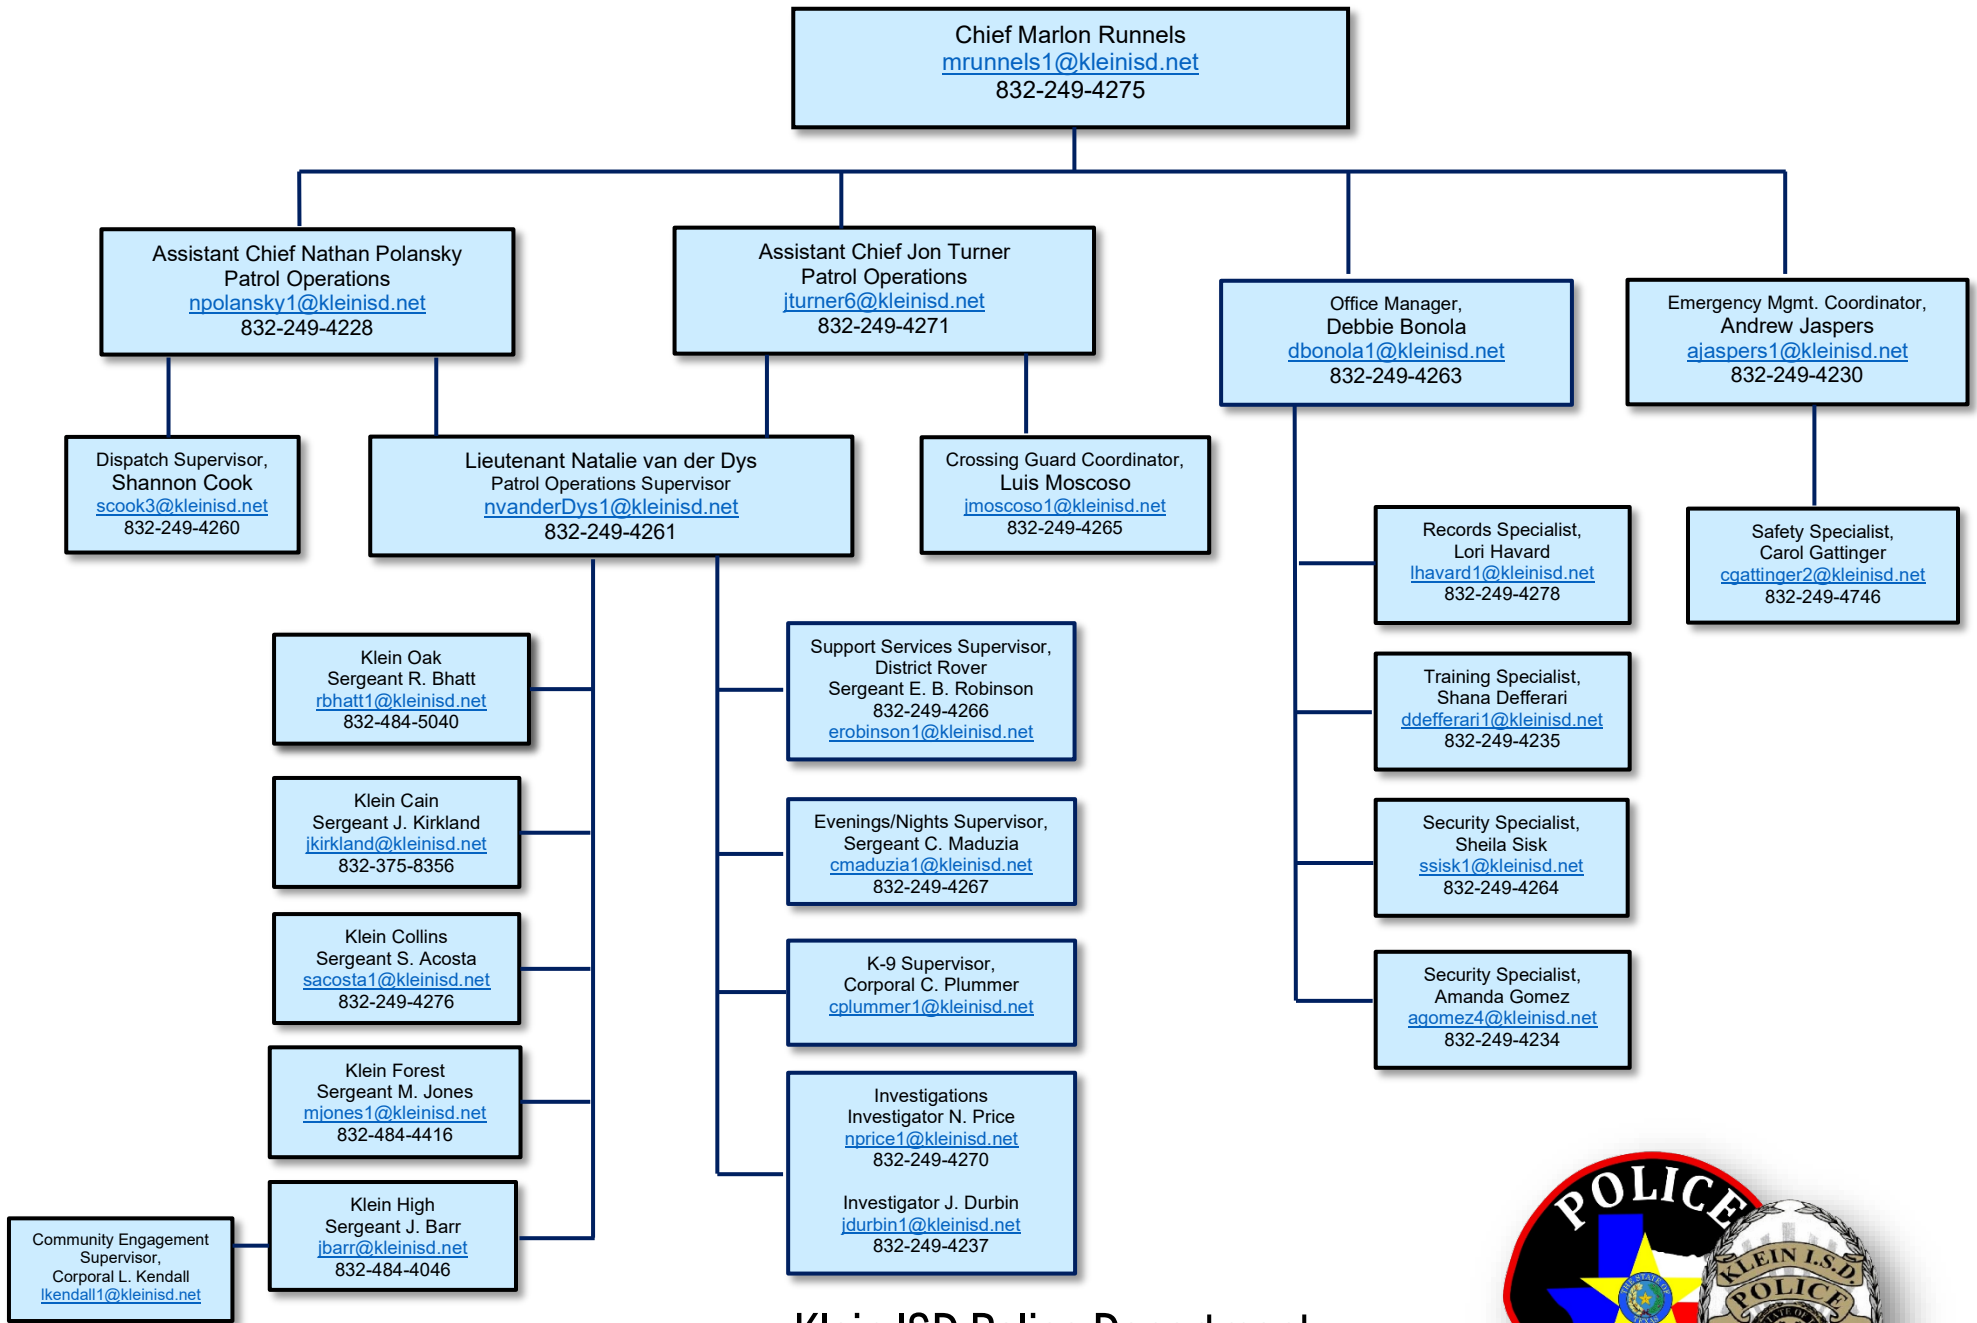 Chief Marlon Runnels
mrunnels1@kleinisd.net
832-249-4275
Assistant Chief Nathan Polansky
Patrol Operations
npolansky1@kleinisd.net
832-249-4228
Assistant Chief Jon Turner
Patrol Operations
jturner6@kleinisd.net
832-249-4271
Office Manager,
Debbie Bonola
dbonola1@kleinisd.net
832-249-4263
Emergency Mgmt. Coordinator,
Andrew Jaspers
ajaspers1@kleinisd.net
832-249-4230
Dispatch Supervisor,
Shannon Cook
scook3@kleinisd.net
832-249-4260
Lieutenant Natalie van der Dys
Patrol Operations Supervisor
nvanderDys1@kleinisd.net
832-249-4261
Crossing Guard Coordinator,
Luis Moscoso
jmoscoso1@kleinisd.net
832-249-4265
Records Specialist,
Lori Havard
lhavard1@kleinisd.net
832-249-4278
Safety Specialist,
Carol Gattinger
cgattinger2@kleinisd.net
832-249-4746
Klein Oak
Sergeant R. Bhatt
rbhatt1@kleinisd.net
832-484-5040
Support Services Supervisor,
District Rover
Sergeant E. B. Robinson
832-249-4266
erobinson1@kleinisd.net
Training Specialist,
Shana Defferari
ddefferari1@kleinisd.net
832-249-4235
Klein Cain
Sergeant J. Kirkland
jkirkland@kleinisd.net
832-375-8356
Evenings/Nights Supervisor,
Sergeant C. Maduzia
cmaduzia1@kleinisd.net
832-249-4267
Security Specialist,
Sheila Sisk
ssisk1@kleinisd.net
832-249-4264
Klein Collins
Sergeant S. Acosta
sacosta1@kleinisd.net
832-249-4276
K-9 Supervisor,
Corporal C. Plummer
cplummer1@kleinisd.net
Security Specialist,
Amanda Gomez
agomez4@kleinisd.net
832-249-4234
Klein Forest
Sergeant M. Jones
mjones1@kleinisd.net
832-484-4416
Investigations
Investigator N. Price
nprice1@kleinisd.net
832-249-4270
Investigator J. Durbin
jdurbin1@kleinisd.net
832-249-4237
Klein High
Sergeant J. Barr
jbarr@kleinisd.net
832-484-4046
Community Engagement
Supervisor,
Corporal L. Kendall
lkendall1@kleinisd.net
Klein ISD Police Department
POLICE
THE STATE OF
TEXAS
KLEIN I.S.D.
POLICE
STATE OF